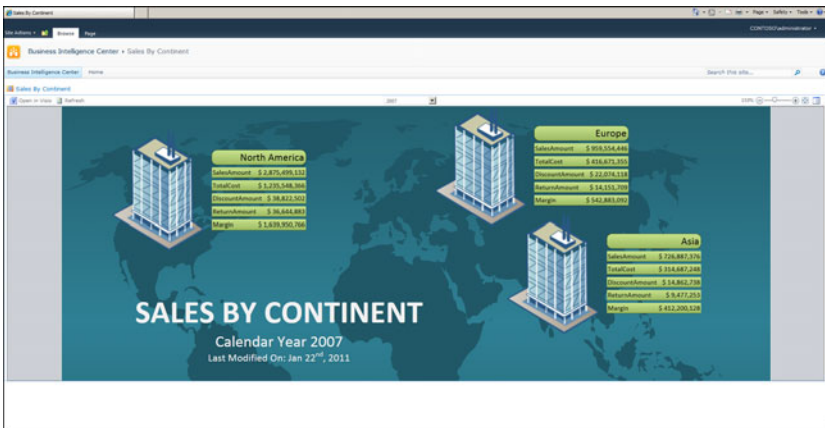 Sales By Continent
Page Safety Tools
Site Actions Browse Page
CONTOSO\administrator
Business Intelligence Center Sales By Continent
Business Intelligence Center Home
Search this site...
Sales By Continent
Open in Visio Refresh
2007
North America
SalesAmount $ 2,875,499,132
TotalCost $ 1,235,548,366
DiscountAmount $ 38,822,502
ReturnAmount $ 36,644,883
Margin $ 1,639,950,766
Europe
SalesAmount $ 959,554,446
TotalCost $ 416,671,355
DiscountAmount $ 22,074,118
ReturnAmount $ 14,151,709
Margin $ 542,883,092
Asia
SalesAmount $ 726,887,376
TotalCost $ 314,687,248
DiscountAmount $ 14,862,738
ReturnAmount $ 9,477,253
Margin $ 412,200,128
SALES BY CONTINENT
Calendar Year 2007
Last Modified On: Jan 22nd, 2011